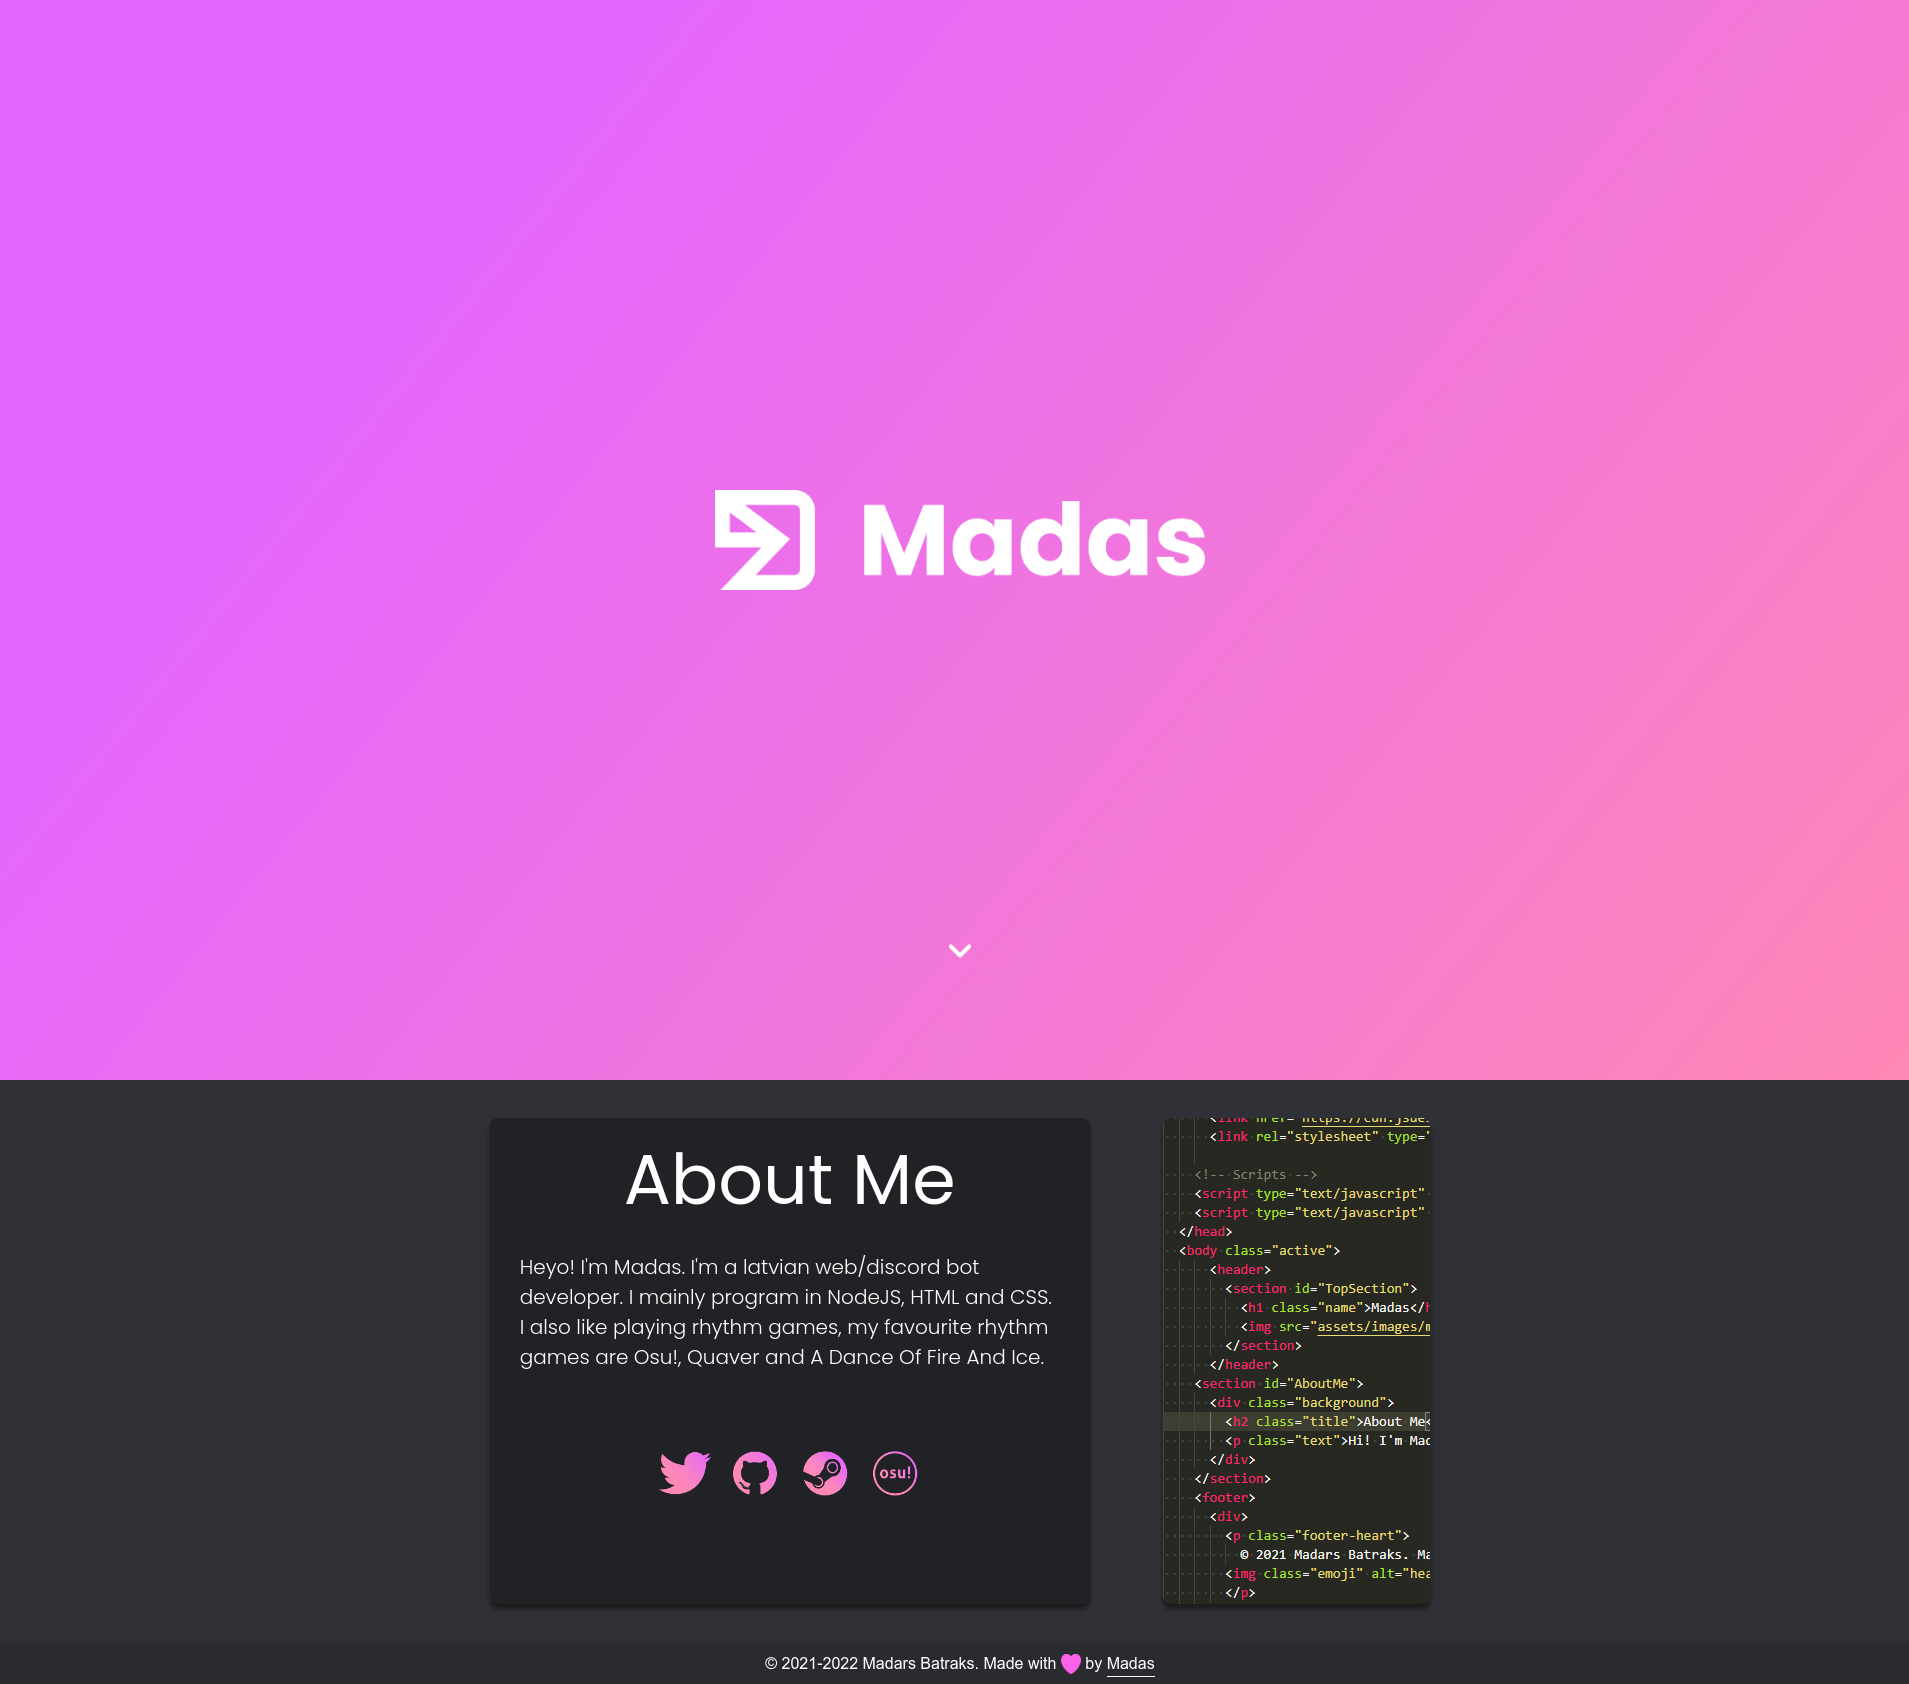 Madas
About Me
Heyo! I'm Madas. I'm a latvian web/discord bot
developer. I mainly program in NodeJS, HTML and CSS.
I also like playing rhythm games, my favourite rhythm
games are Osu!, Quaver and A Dance Of Fire And Ice.
osu!
<link rel="stylesheet" type="
<!-- Scripts -->
<script type="text/javascript"
<script type="text/javascript"
</head>
<body class="active">
<header>
<section id="TopSection">
<h1 class="name">Madas</
<img src="assets/images/
</section>
</header>
<section id="AboutMe">
<div class="background">
<h2 class="title">About Me<
<p class="text">Hi! I'm Mad
</div>
</section>
<footer>
<div>
<p class="footer-heart">
© 2021 Madars Batraks. Ma
<img class="emoji" alt="hea
</p>
© 2021-2022 Madars Batraks. Made with by Madas